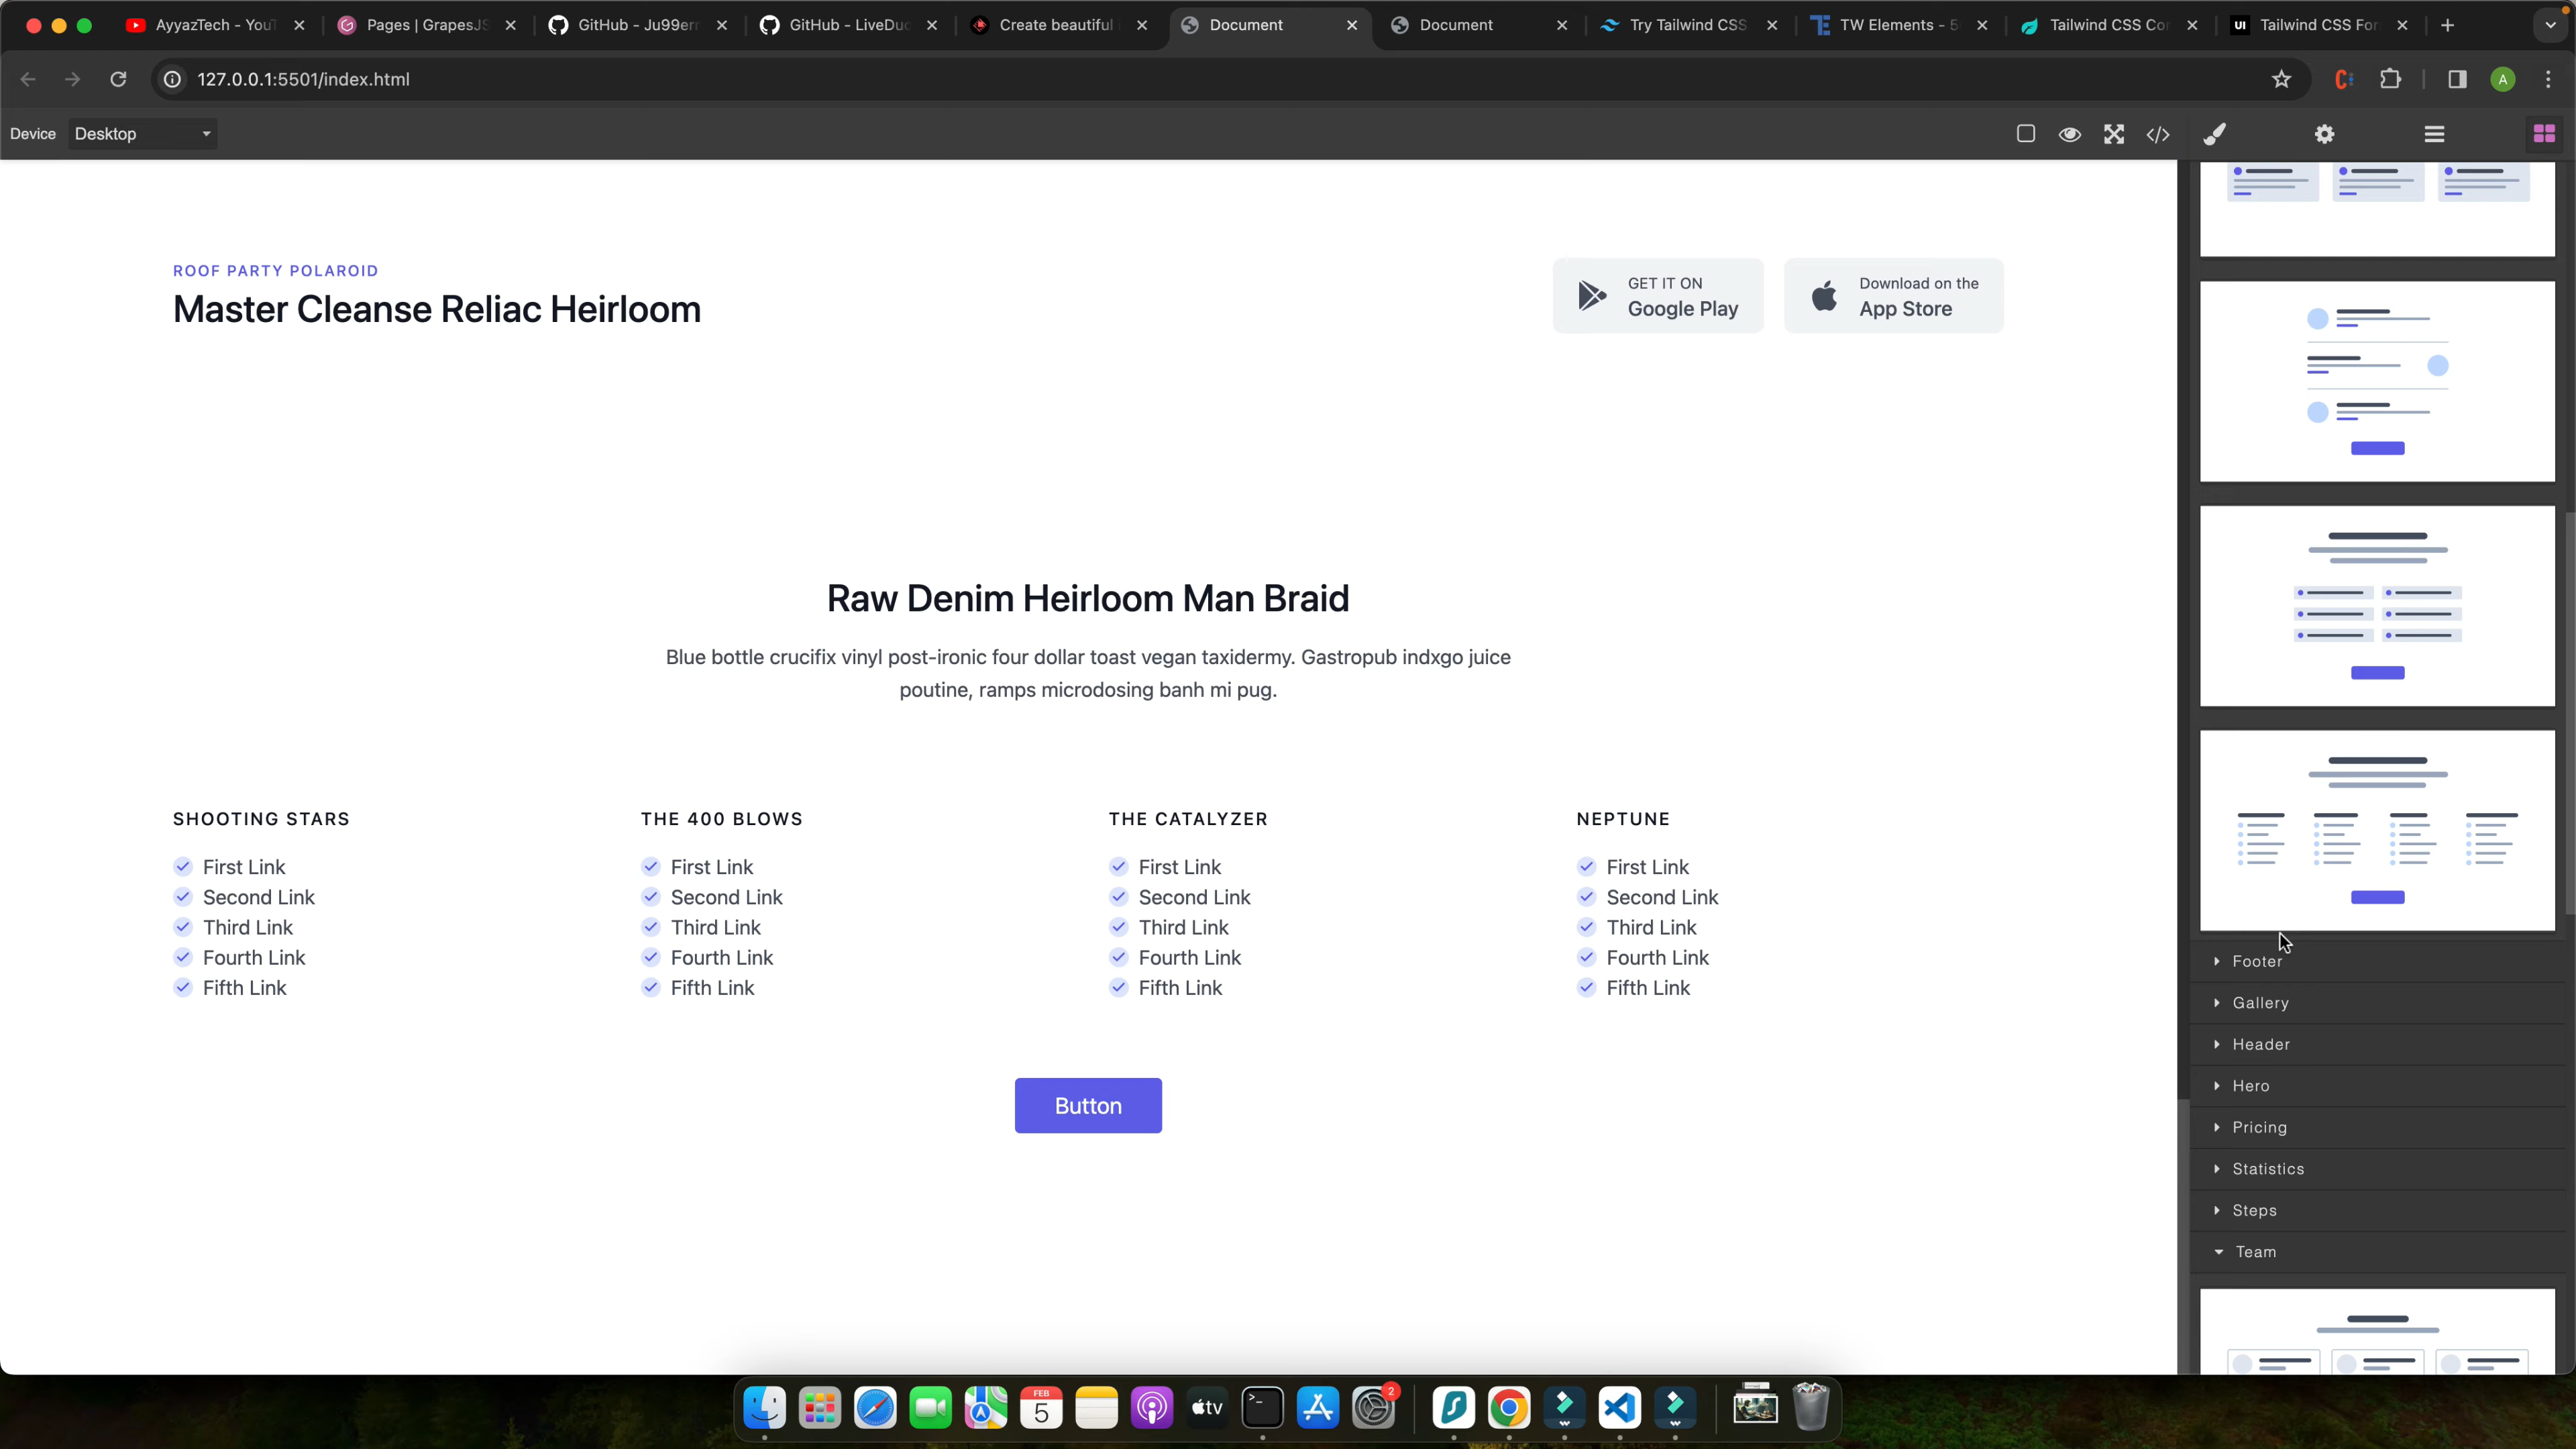 AyyazTech - YouT
Pages | GrapesJS
GitHub - Ju99ern
GitHub - LiveDuc
Create beautiful
Document
Document
Try Tailwind CSS
TW Elements - 5
Tailwind CSS Co
Tailwind CSS For
127.0.0.1:5501/index.html
A
Device
Desktop
ROOF PARTY POLAROID
Master Cleanse Reliac Heirloom
GET IT ON
Google Play
Download on the
App Store
Raw Denim Heirloom Man Braid
Blue bottle crucifix vinyl post-ironic four dollar toast vegan taxidermy. Gastropub indxgo juice
poutine, ramps microdosing banh mi pug.
SHOOTING STARS
First Link
Second Link
Third Link
Fourth Link
Fifth Link
THE 400 BLOWS
First Link
Second Link
Third Link
Fourth Link
Fifth Link
THE CATALYZER
First Link
Second Link
Third Link
Fourth Link
Fifth Link
NEPTUNE
First Link
Second Link
Third Link
Fourth Link
Fifth Link
Button
Footer
Gallery
Header
Hero
Pricing
Statistics
Steps
Team
FEB
5
tv
2